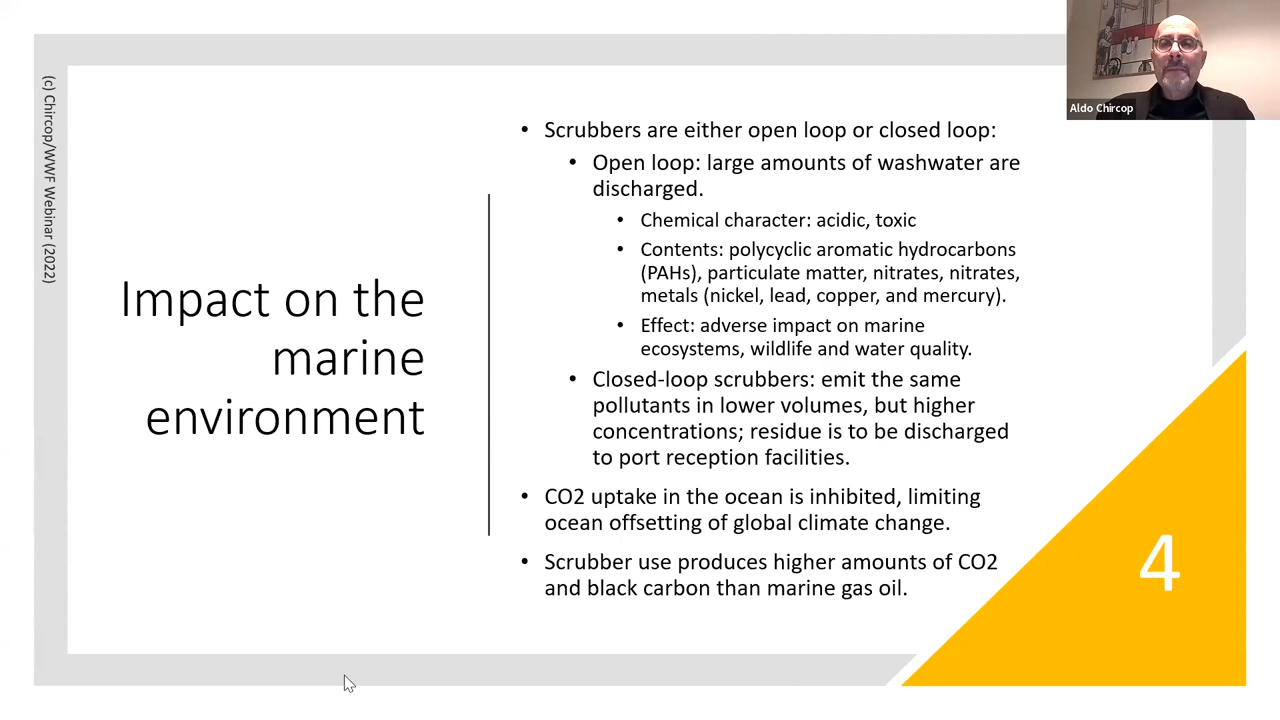 (c) Chircop/WWF Webinar (2022)
Impact on the
marine
environment
• Scrubbers are either open loop or closed loop:
• Open loop: large amounts of washwater are
discharged.
• Chemical character: acidic, toxic
• Contents: polycyclic aromatic hydrocarbons
(PAHs), particulate matter, nitrates, nitrates,
metals (nickel, lead, copper, and mercury).
• Effect: adverse impact on marine
ecosystems, wildlife and water quality.
• Closed-loop scrubbers: emit the same
pollutants in lower volumes, but higher
concentrations; residue is to be discharged
to port reception facilities.
• CO2 uptake in the ocean is inhibited, limiting
ocean offsetting of global climate change.
• Scrubber use produces higher amounts of CO2
and black carbon than marine gas oil.
4
Aldo Chircop